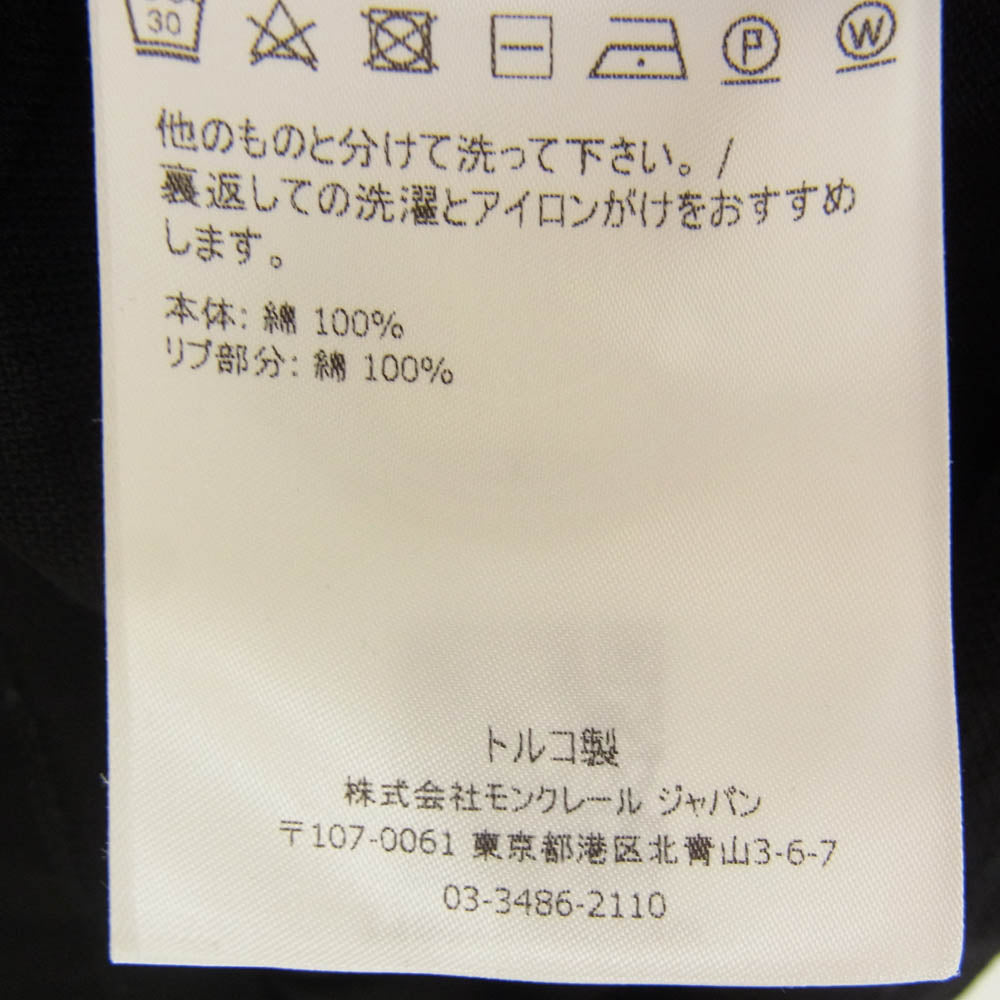 30
P
W
他のものと分けて洗って下さい。/
裏返しての洗濯とアイロンがけをおすすめ
します。
本体: 綿 100%
リブ部分: 綿 100%
トルコ製
株式会社モンクレール ジャパン
〒107-0061 東京都港区北青山3-6-7
03-3486-2110